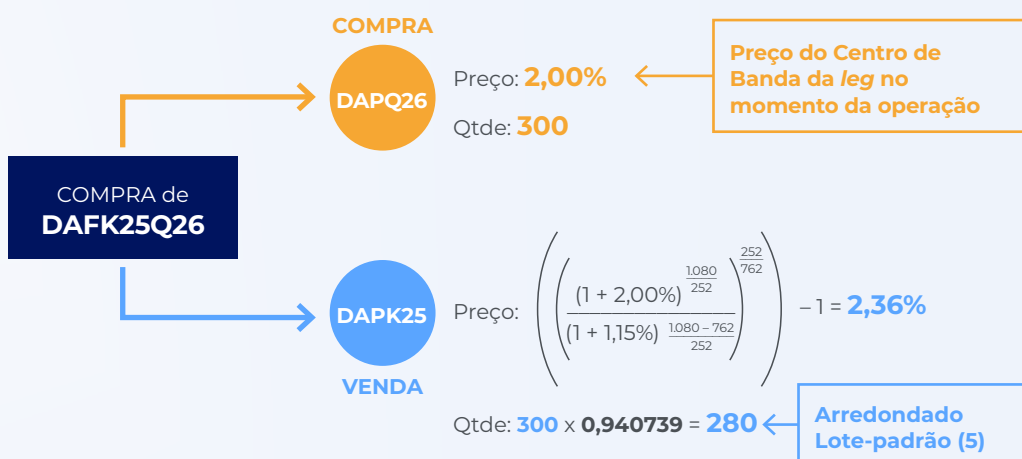 COMPRA
DAPQ26
Preço: 2,00%
Qtde: 300
Preço do Centro de
Banda da leg no
momento da operação
COMPRA de
DAFK25Q26
DAPK25
VENDA
Preço: (((1 + 2,00%)^(1.080/252) / (1 + 1,15%)^((1.080 – 762)/252))^(252/762)) – 1 = 2,36%
Qtde: 300 x 0,940739 = 280
Arredondado
Lote-padrão (5)